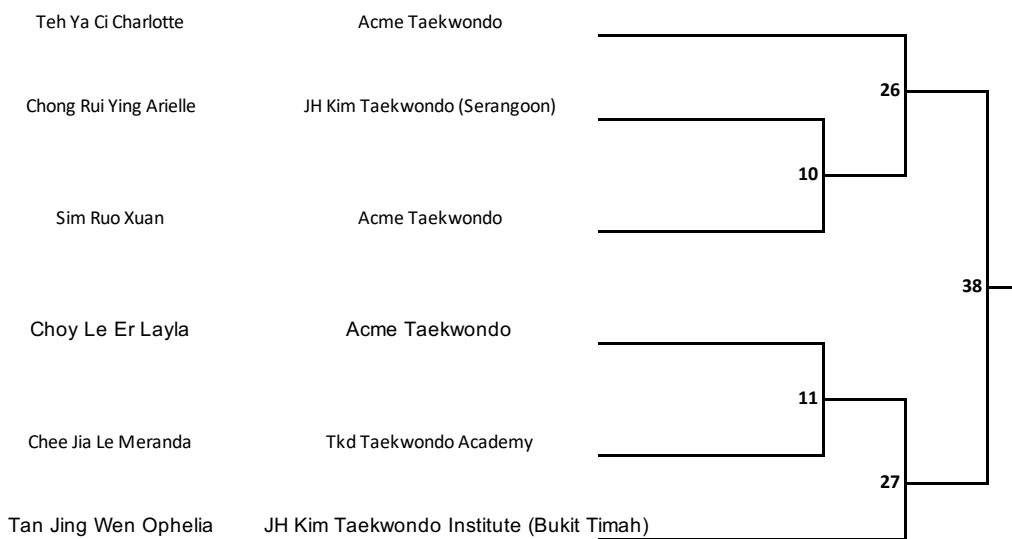 Teh Ya Ci Charlotte Acme Taekwondo
26
Chong Rui Ying Arielle JH Kim Taekwondo (Serangoon)
10
Sim Ruo Xuan Acme Taekwondo
38
Choy Le Er Layla Acme Taekwondo
11
Chee Jia Le Meranda Tkd Taekwondo Academy
27
Tan Jing Wen Ophelia JH Kim Taekwondo Institute (Bukit Timah)